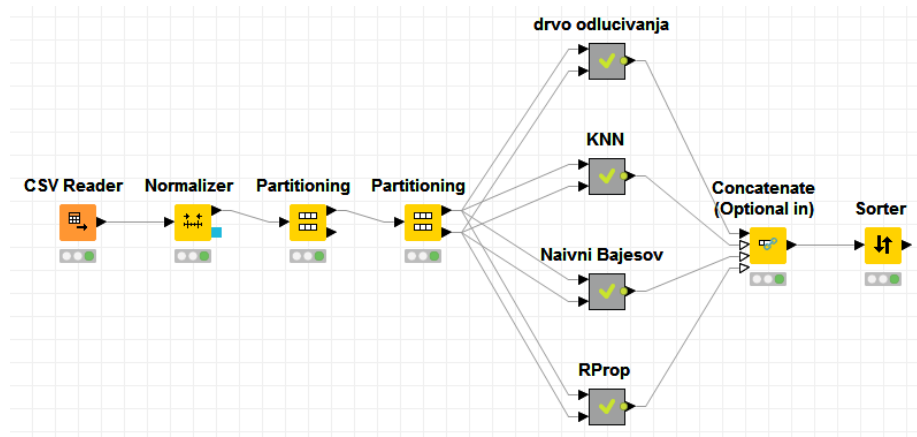 drvo odlucivanja
KNN
CSV Reader
Normalizer
Partitioning
Partitioning
Concatenate
(Optional in)
Sorter
Naivni Bajesov
RProp